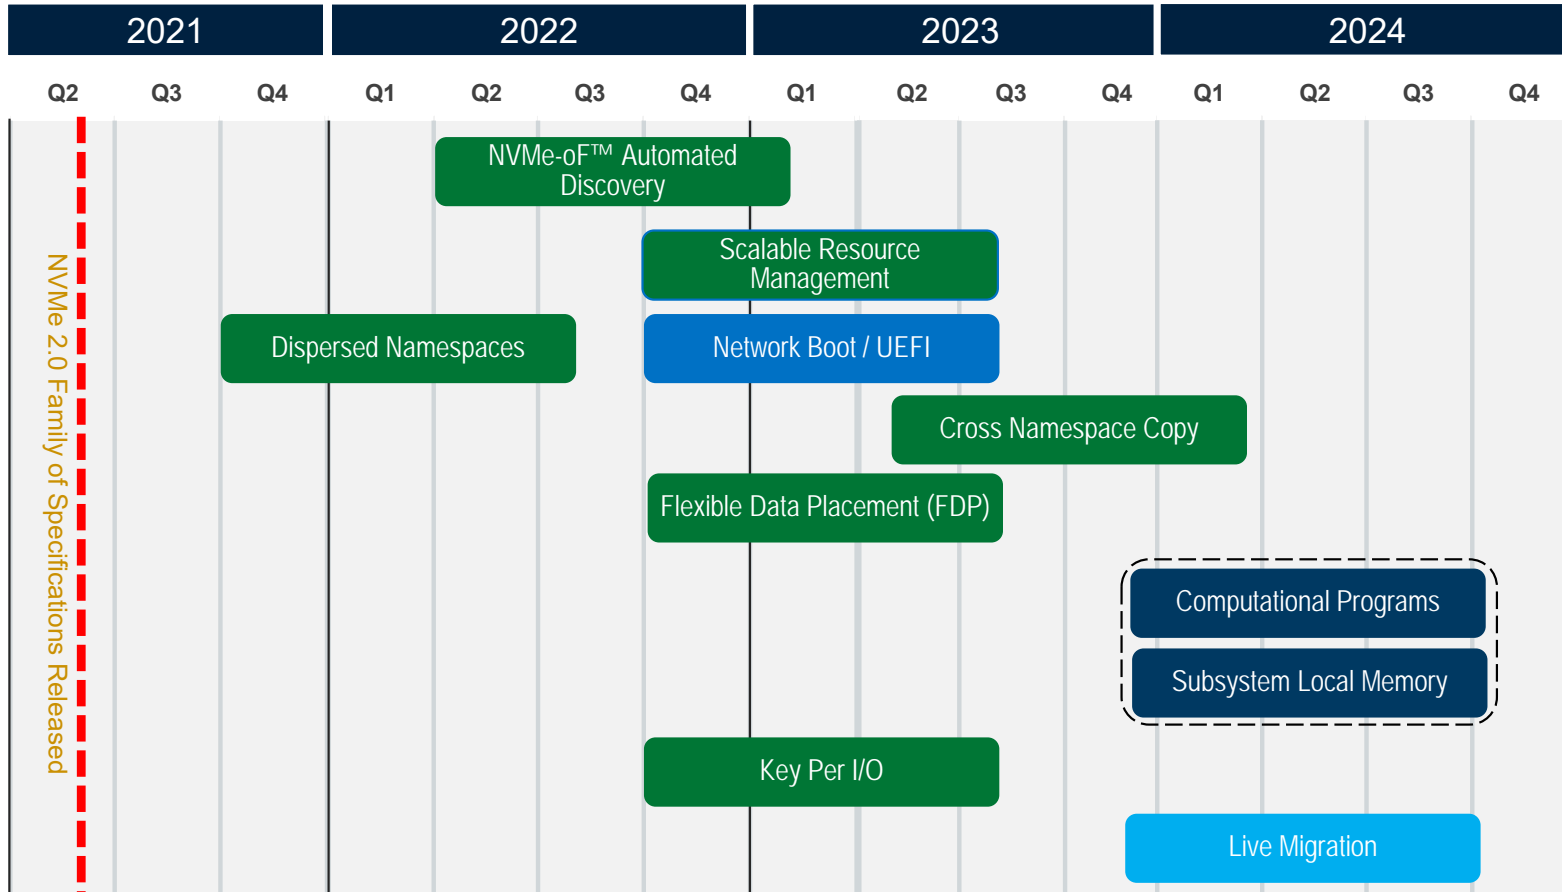 2021 2022 2023 2024
Q2 Q3 Q4 Q1 Q2 Q3 Q4 Q1 Q2 Q3 Q4 Q1 Q2 Q3 Q4
NVMe 2.0 Family of Specifications Released
NVMe-oF™ Automated
Discovery
Scalable Resource
Management
Dispersed Namespaces
Network Boot / UEFI
Cross Namespace Copy
Flexible Data Placement (FDP)
Computational Programs
Subsystem Local Memory
Key Per I/O
Live Migration